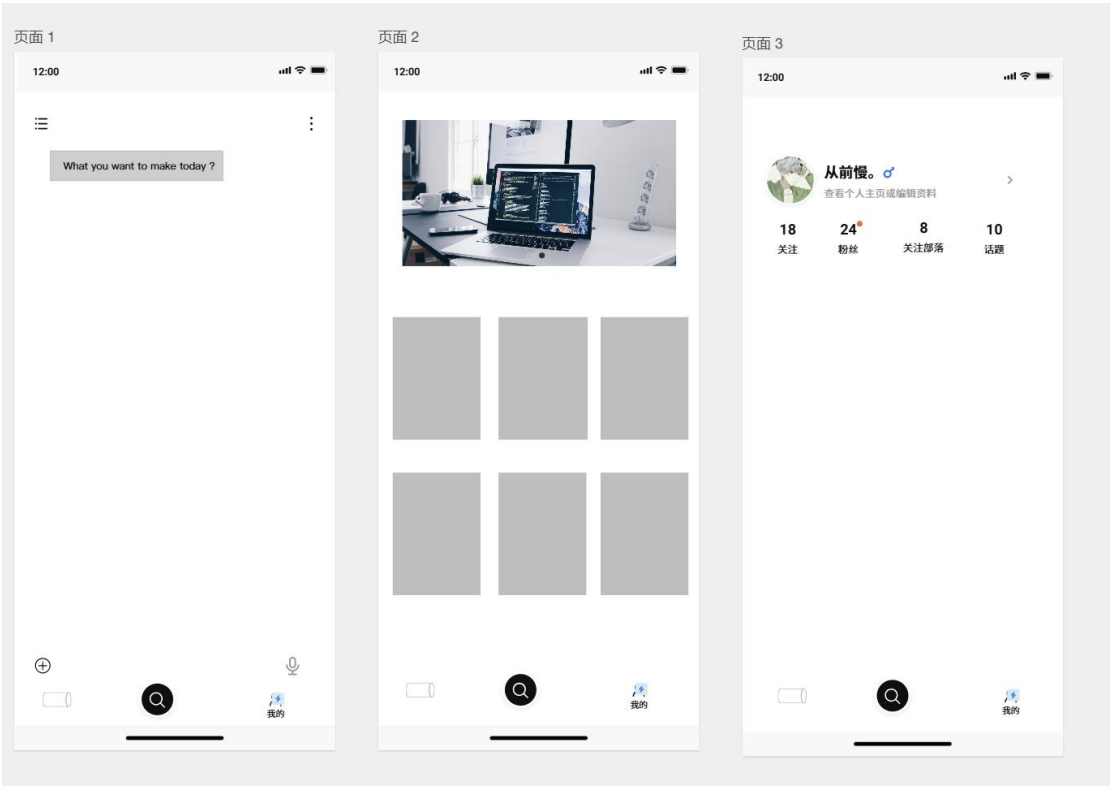 页面 1
12:00
What you want to make today ?
我的
页面 2
12:00
我的
页面 3
12:00
从前慢。
查看个人主页或编辑资料
18 24 8 10
关注 粉丝 关注部落 话题
我的